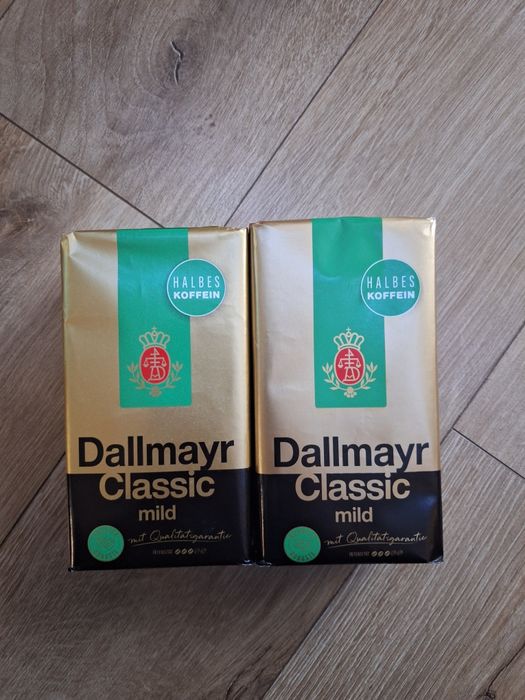 HALBES
KOFFEIN
Dallmayr
Classic
mild
mit Qualitätsgarantie
HALBES
KOFFEIN
Dallmayr
Classic
mild
mit Qualitätsgarantie